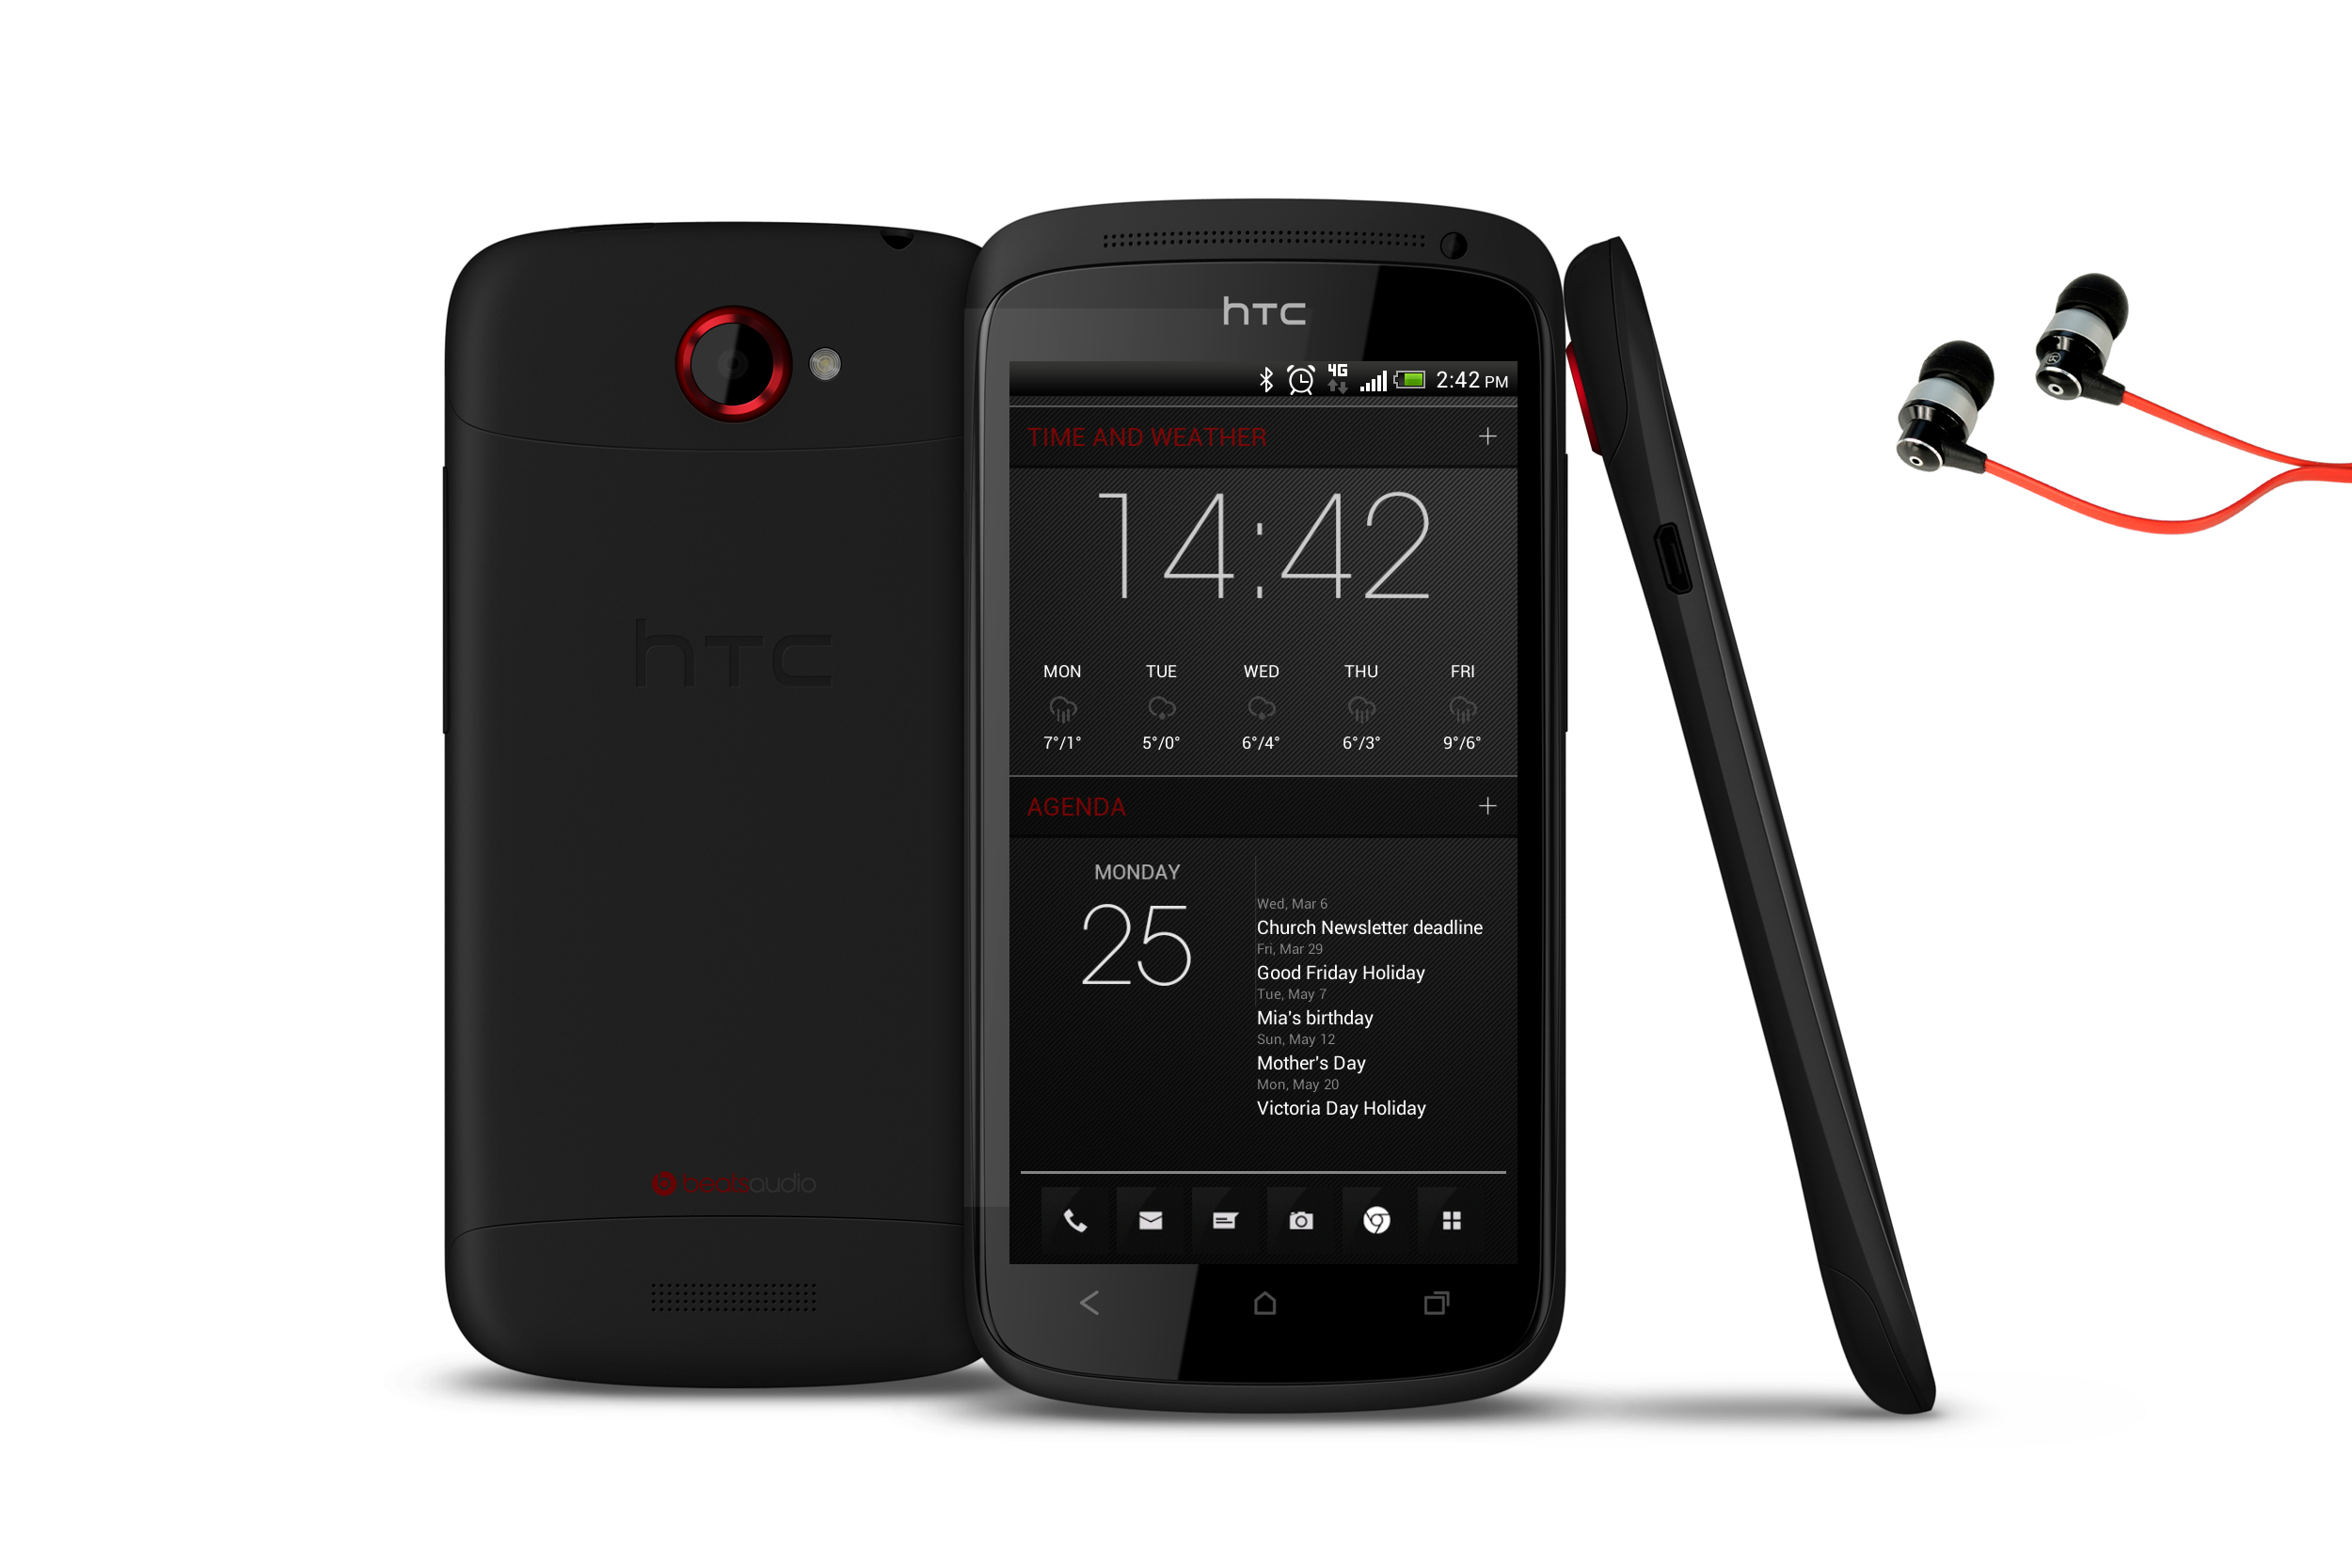 htc
beatsaudio
htc
4G
2:42 PM
TIME AND WEATHER +
14:42
MON TUE WED THU FRI
7°/1° 5°/0° 6°/4° 6°/3° 9°/6°
AGENDA +
MONDAY
25
Wed, Mar 6
Church Newsletter deadline
Fri, Mar 29
Good Friday Holiday
Tue, May 7
Mia's birthday
Sun, May 12
Mother's Day
Mon, May 20
Victoria Day Holiday
R